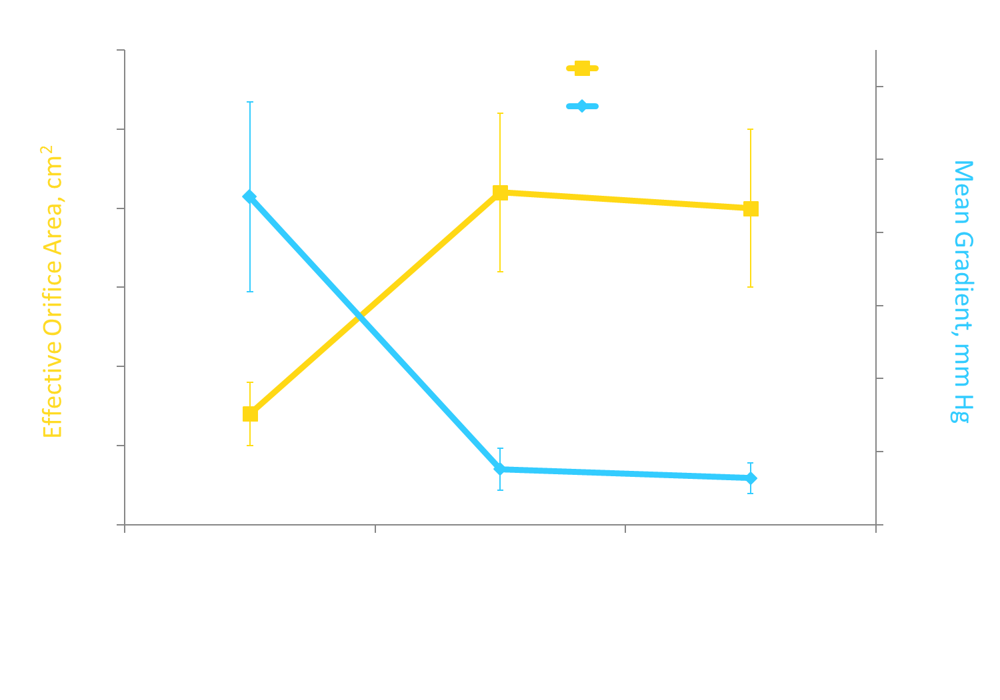 Effective Orifice Area, cm²
Mean Gradient, mm Hg